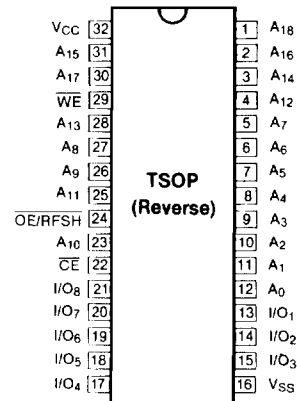 VCC 32 1 A18
A15 31 2 A16
A17 30 3 A14
WE 29 4 A12
A13 28 5 A7
A8 27 6 A6
A9 26 7 A5
A11 25 8 A4
OE/RFSH 24 9 A3
A10 23 10 A2
CE 22 11 A1
I/O8 21 12 A0
I/O7 20 13 I/O1
I/O6 19 14 I/O2
I/O5 18 15 I/O3
I/O4 17 16 VSS
TSOP
(Reverse)